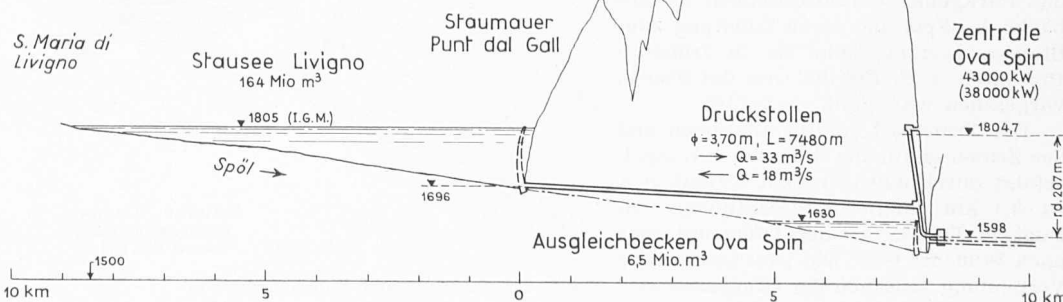 S. Maria di
Livigno
Stausee Livigno
164 Mio m³
Staumauer
Punt dal Gall
Zentrale
Ova Spin
43000 kW
(38000 kW)
Druckstollen
ɸ=3,70 m, L=7480 m
→ Q=33 m³/s
← Q=18 m³/s
1805 (I.G.M.)
1804,7
Spöl →
1696
1630
d.207m
1598
Ausgleichbecken Ova Spin
6,5 Mio. m³
1500
10 km
5
0
5
10 km